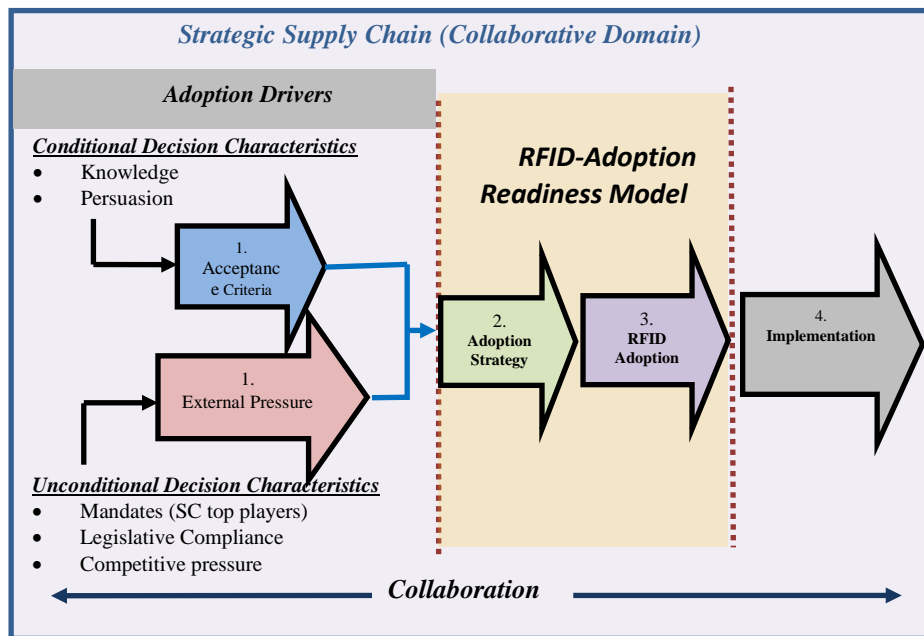 Strategic Supply Chain (Collaborative Domain)
Adoption Drivers
Conditional Decision Characteristics
• Knowledge
• Persuasion
1.
Acceptanc
e Criteria
1.
External Pressure
Unconditional Decision Characteristics
• Mandates (SC top players)
• Legislative Compliance
• Competitive pressure
RFID-Adoption
Readiness Model
2.
Adoption
Strategy
3.
RFID
Adoption
4.
Implementation
Collaboration